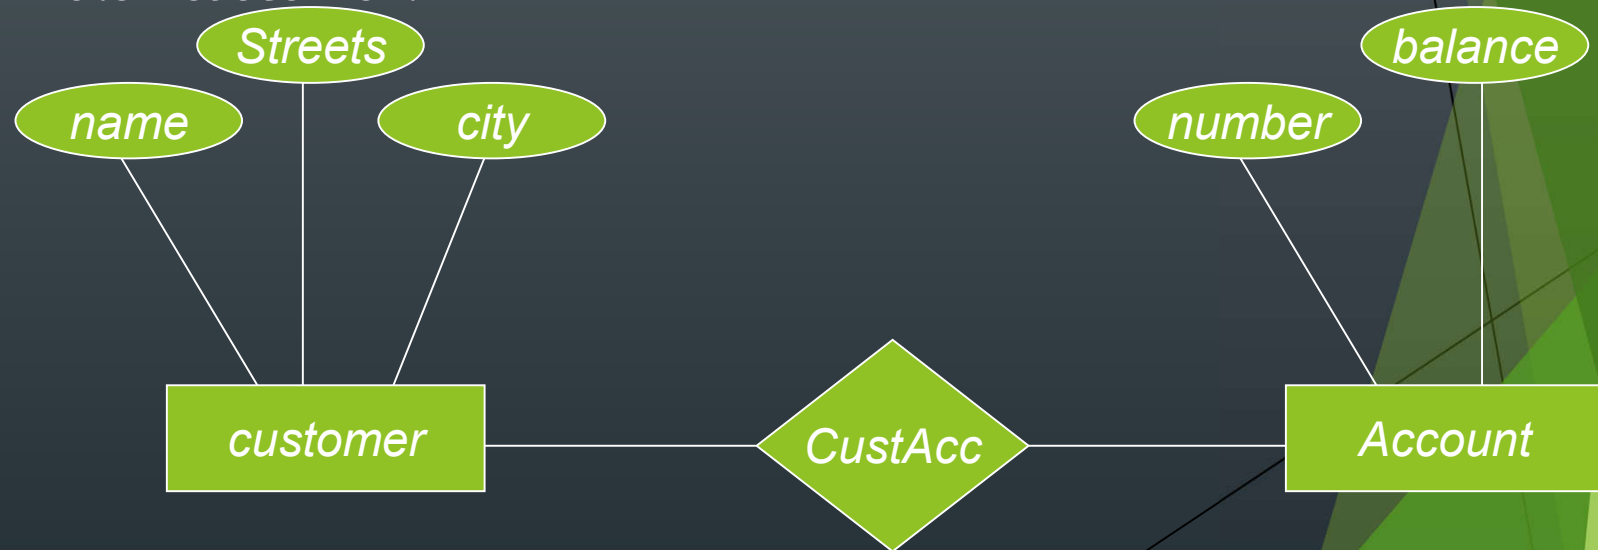 Streets
balance
name
city
number
customer
CustAcc
Account